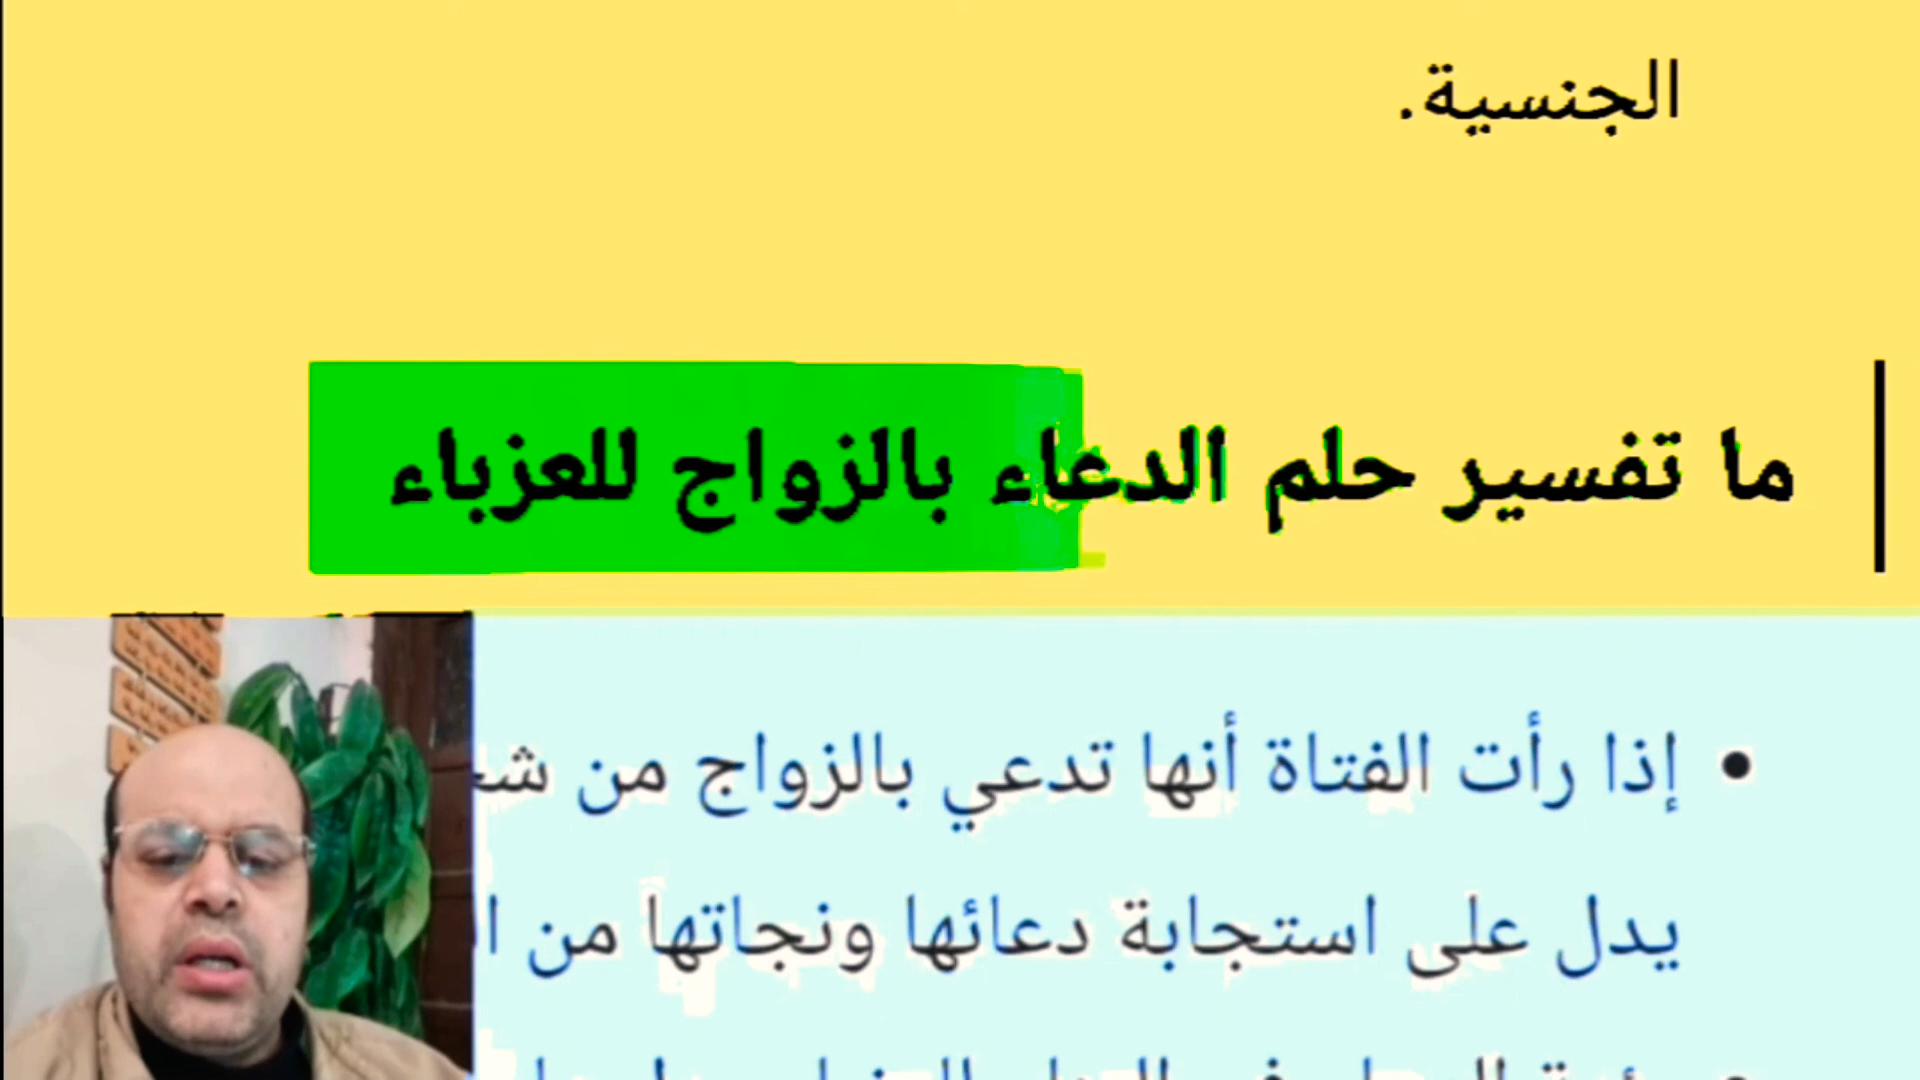 الجنسية.
ما تفسير حلم الدعاء بالزواج للعزباء
• إذا رأت الفتاة أنها تدعي بالزواج من
يدل على استجابة دعائها ونجاتها من